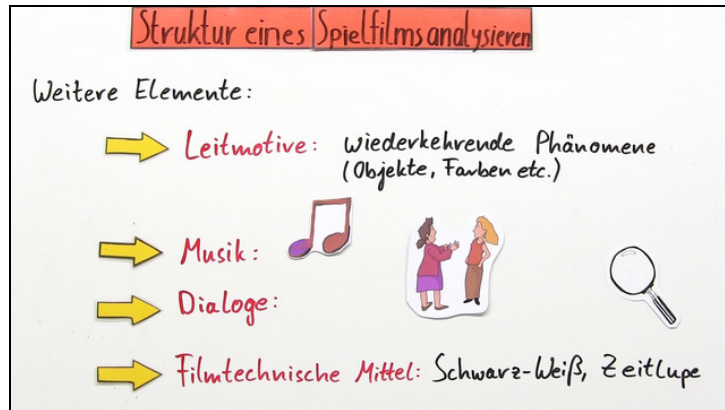 Struktur eines Spielfilms analysieren
Weitere Elemente:
Leitmotive: wiederkehrende Phänomene
(Objekte, Farben etc.)
Musik:
Dialoge:
Filmtechnische Mittel: Schwarz-Weiß, Zeitlupe